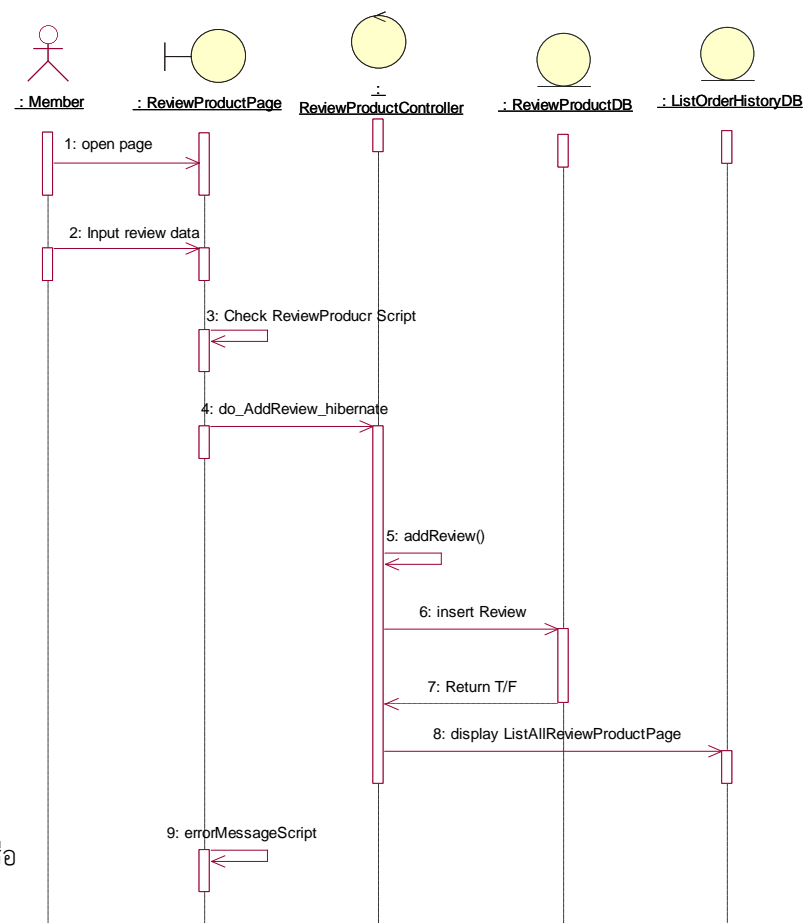 : Member
: ReviewProductPage
:
ReviewProductController
: ReviewProductDB
: ListOrderHistoryDB
1: open page
2: Input review data
3: Check ReviewProducr Script
4: do_AddReview_hibernate
5: addReview()
6: insert Review
7: Return T/F
8: display ListAllReviewProductPage
9: errorMessageScript